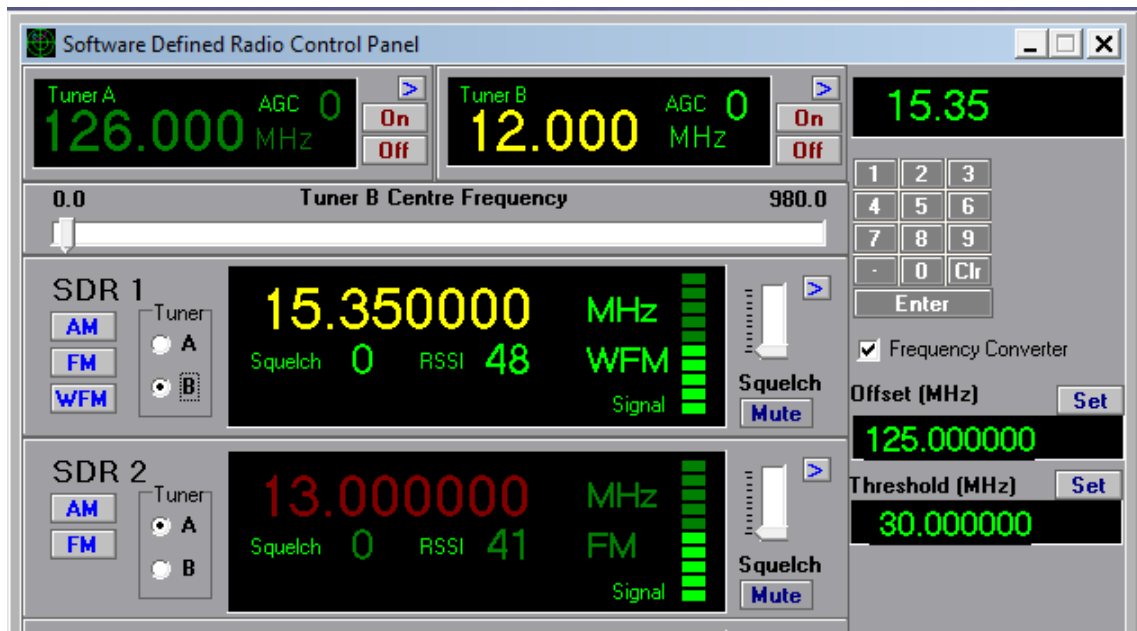 Software Defined Radio Control Panel
Tuner A
126.000 MHz
AGC 0
>
On
Off
Tuner B
12.000 MHz
AGC 0
>
On
Off
15.35
0.0 Tuner B Centre Frequency 980.0
1 2 3
4 5 6
7 8 9
. 0 Clr
Enter
Frequency Converter
Offset (MHz) Set
125.000000
Threshold (MHz) Set
30.000000
SDR 1
AM
FM
WFM
Tuner
A
B
15.350000 MHz
Squelch 0 RSSI 48 WFM
Signal
>
Squelch
Mute
SDR 2
AM
FM
Tuner
A
B
13.000000 MHz
Squelch 0 RSSI 41 FM
Signal
>
Squelch
Mute